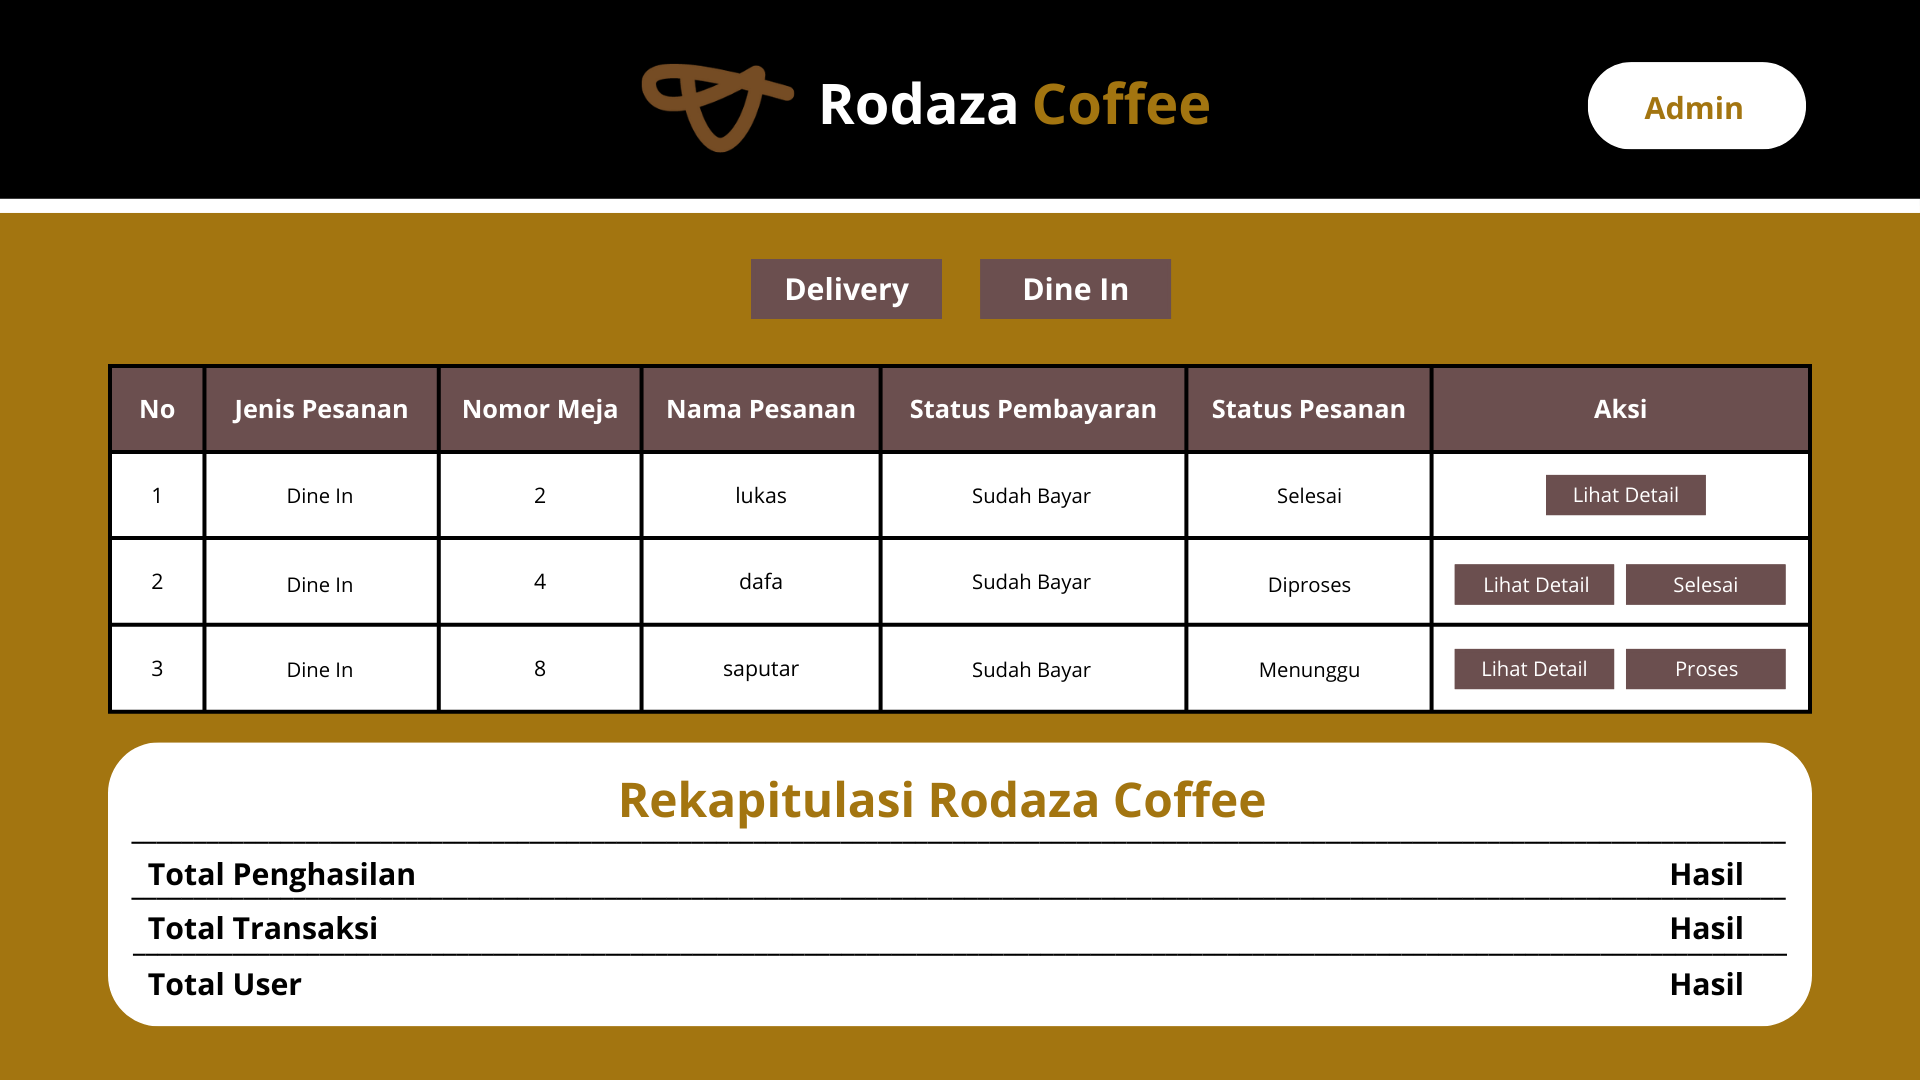 Rodaza Coffee
Admin
Delivery Dine In
No Jenis Pesanan Nomor Meja Nama Pesanan Status Pembayaran Status Pesanan Aksi
1 Dine In 2 lukas Sudah Bayar Selesai Lihat Detail
2 Dine In 4 dafa Sudah Bayar Diproses Lihat Detail Selesai
3 Dine In 8 saputar Sudah Bayar Menunggu Lihat Detail Proses
Rekapitulasi Rodaza Coffee
Total Penghasilan Hasil
Total Transaksi Hasil
Total User Hasil